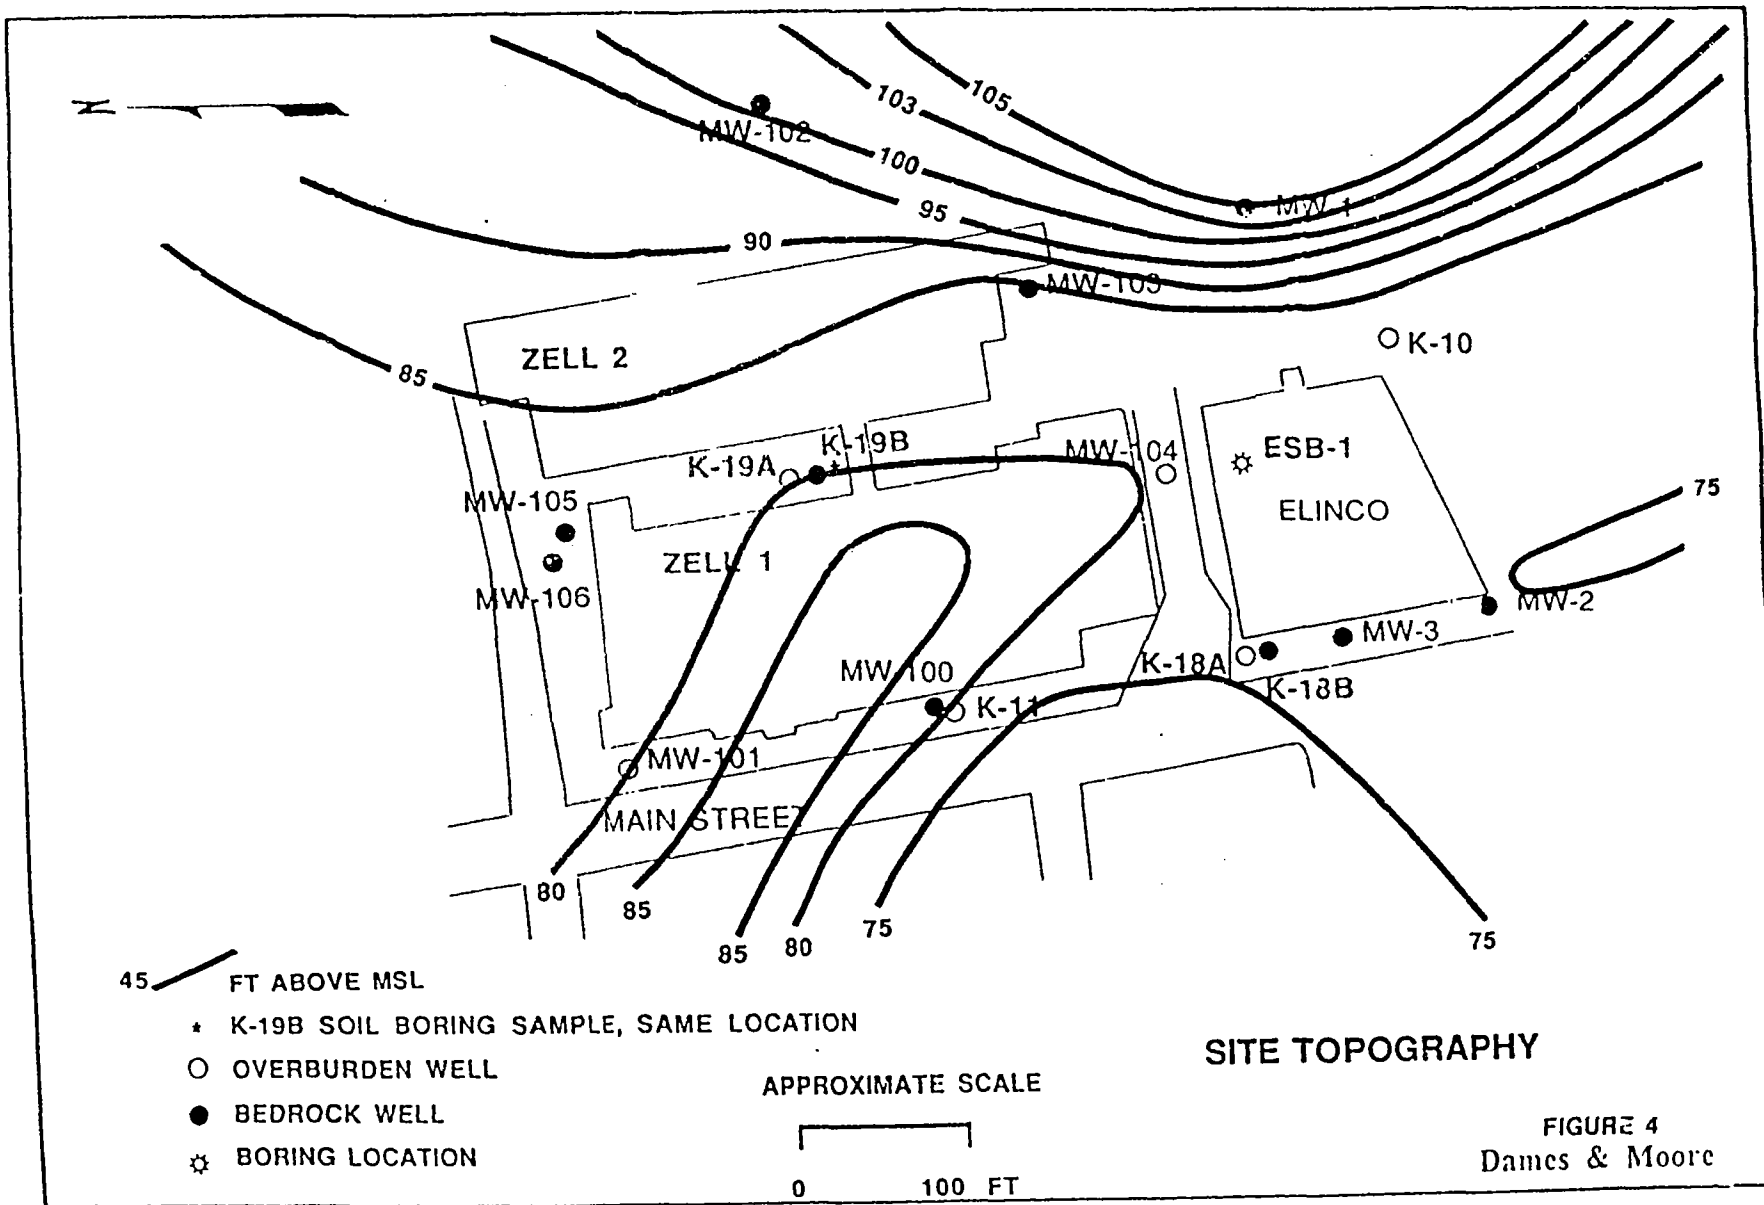 105
103
N
MW-102
100
MW-1
95
90
MW-103
K-10
ZELL 2
85
K-19B
K-19A
MW-104
ESB-1
MW-105
75
ELINCO
ZELL 1
MW-106
MW-2
MW-3
K-18A
MW-100
K-18B
K-11
MW-101
MAIN STREET
80
85
75
85
80
75
45
FT ABOVE MSL
* K-19B SOIL BORING SAMPLE, SAME LOCATION
OVERBURDEN WELL
BEDROCK WELL
BORING LOCATION
APPROXIMATE SCALE
0 100 FT
SITE TOPOGRAPHY
FIGURE 4
Dames & Moore